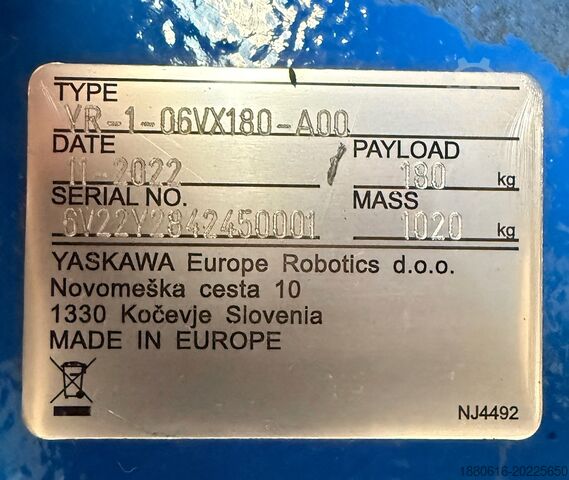 TYPE
YR-1-06VX180-A00
DATE
11-2022
PAYLOAD
180 kg
SERIAL NO.
6V22Y2842450001
MASS
1020 kg
YASKAWA Europe Robotics d.o.o.
Novomeška cesta 10
1330 Kočevje Slovenia
MADE IN EUROPE
NJ4492
1880616-20225650